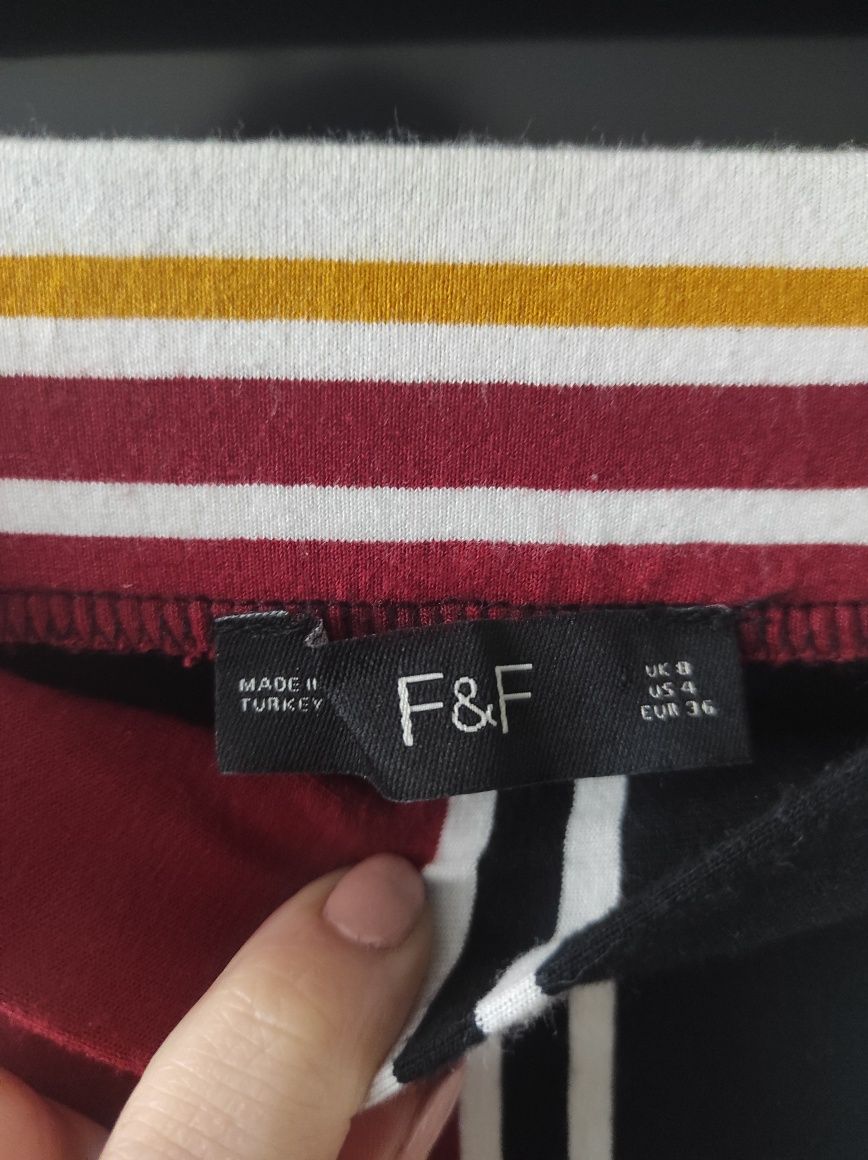 MADE IN
TURKEY
F&F
UK 8
US 4
EUR 36